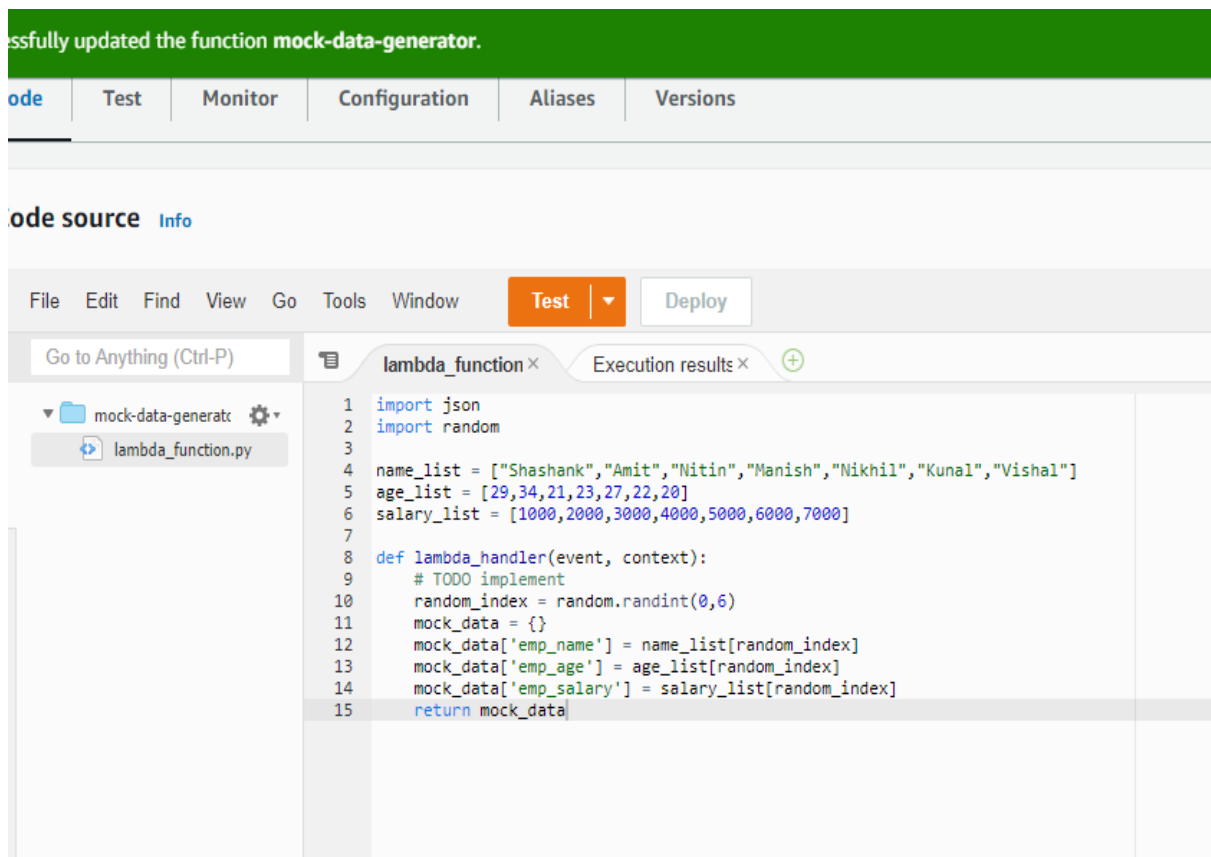 essfully updated the function mock-data-generator.
ode Test Monitor Configuration Aliases Versions
Code source Info
File Edit Find View Go Tools Window Test Deploy
Go to Anything (Ctrl-P) lambda_function × Execution results ×
mock-data-generatc
lambda_function.py
1 import json
2 import random
3
4 name_list = ["Shashank","Amit","Nitin","Manish","Nikhil","Kunal","Vishal"]
5 age_list = [29,34,21,23,27,22,20]
6 salary_list = [1000,2000,3000,4000,5000,6000,7000]
7
8 def lambda_handler(event, context):
9     # TODO implement
10     random_index = random.randint(0,6)
11     mock_data = {}
12     mock_data['emp_name'] = name_list[random_index]
13     mock_data['emp_age'] = age_list[random_index]
14     mock_data['emp_salary'] = salary_list[random_index]
15     return mock_data